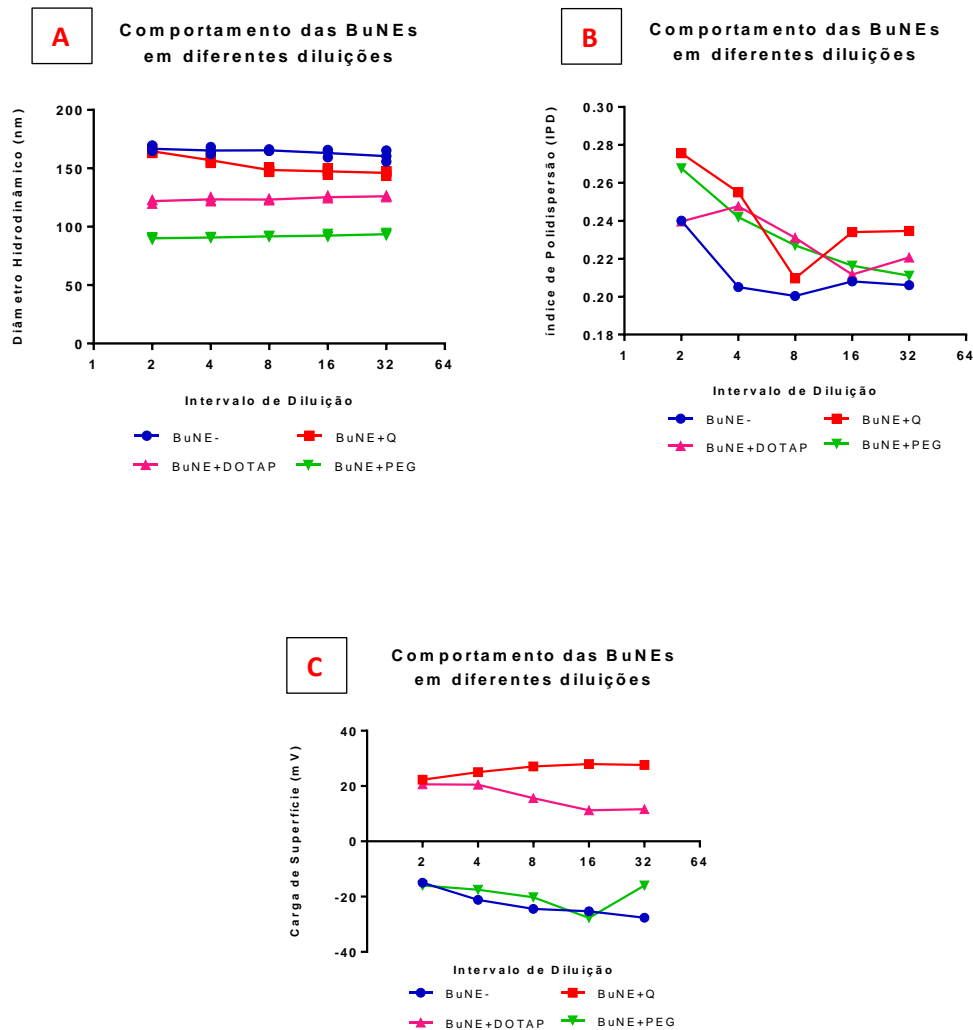 A
Comportamento das BuNEs
em diferentes diluições
Diâmetro Hidrodinâmico (nm)
200
150
100
50
0
1 2 4 8 16 32 64
Intervalo de Diluição
BuNE- BuNE+Q
BuNE+DOTAP BuNE+PEG
B
Comportamento das BuNEs
em diferentes diluições
índice de Polidispersão (IPD)
0.30
0.28
0.26
0.24
0.22
0.20
0.18
1 2 4 8 16 32 64
Intervalo de Diluição
BuNE- BuNE+Q
BuNE+DOTAP BuNE+PEG
C
Comportamento das BuNEs
em diferentes diluições
Carga de Superfície (mV)
40
20
0
-20
-40
2 4 8 16 32 64
Intervalo de Diluição
BuNE- BuNE+Q
BuNE+DOTAP BuNE+PEG